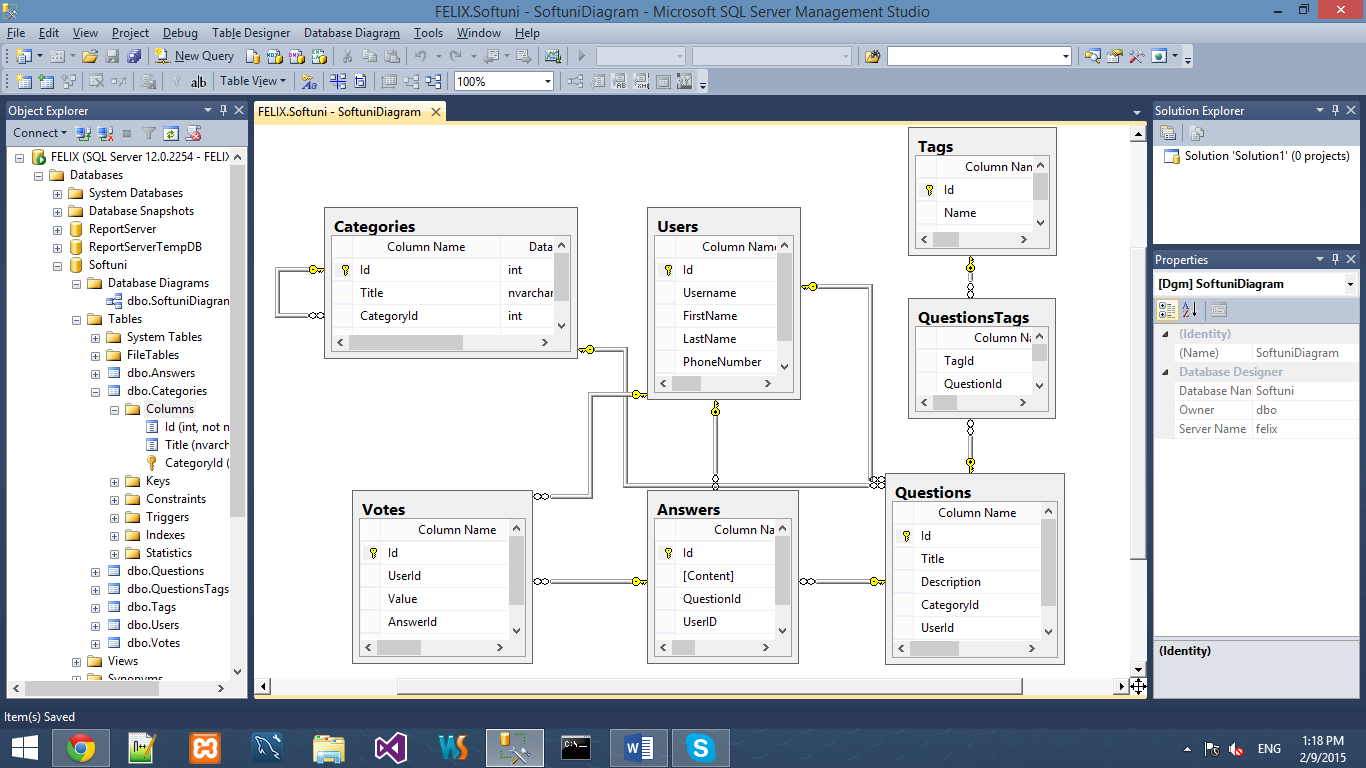 FELIX.Softuni - SoftuniDiagram - Microsoft SQL Server Management Studio
File Edit View Project Debug Table Designer Database Diagram Tools Window Help
New Query
ab Table View 100%
Object Explorer
Connect
FELIX (SQL Server 12.0.2254 - FELIX
Databases
System Databases
Database Snapshots
ReportServer
ReportServerTempDB
Softuni
Database Diagrams
dbo.SoftuniDiagran
Tables
System Tables
FileTables
dbo.Answers
dbo.Categories
Columns
Id (int, not n
Title (nvarch
CategoryId (
Keys
Constraints
Triggers
Indexes
Statistics
dbo.Questions
dbo.QuestionsTags
dbo.Tags
dbo.Users
dbo.Votes
Views
Synonyms
FELIX.Softuni - SoftuniDiagram
Categories
Column Name Data
Id int
Title nvarchar
CategoryId int
Users
Column Name
Id
Username
FirstName
LastName
PhoneNumber
Tags
Column Nan
Id
Name
QuestionsTags
Column Na
TagId
QuestionId
Votes
Column Name
Id
UserId
Value
AnswerId
Answers
Column Na
Id
[Content]
QuestionId
UserID
Questions
Column Name
Id
Title
Description
CategoryId
UserId
Solution Explorer
Solution 'Solution1' (0 projects)
Properties
[Dgm] SoftuniDiagram
(Identity)
(Name) SoftuniDiagram
Database Designer
Database Nan Softuni
Owner dbo
Server Name felix
(Identity)
Item(s) Saved
ENG
1:18 PM
2/9/2015